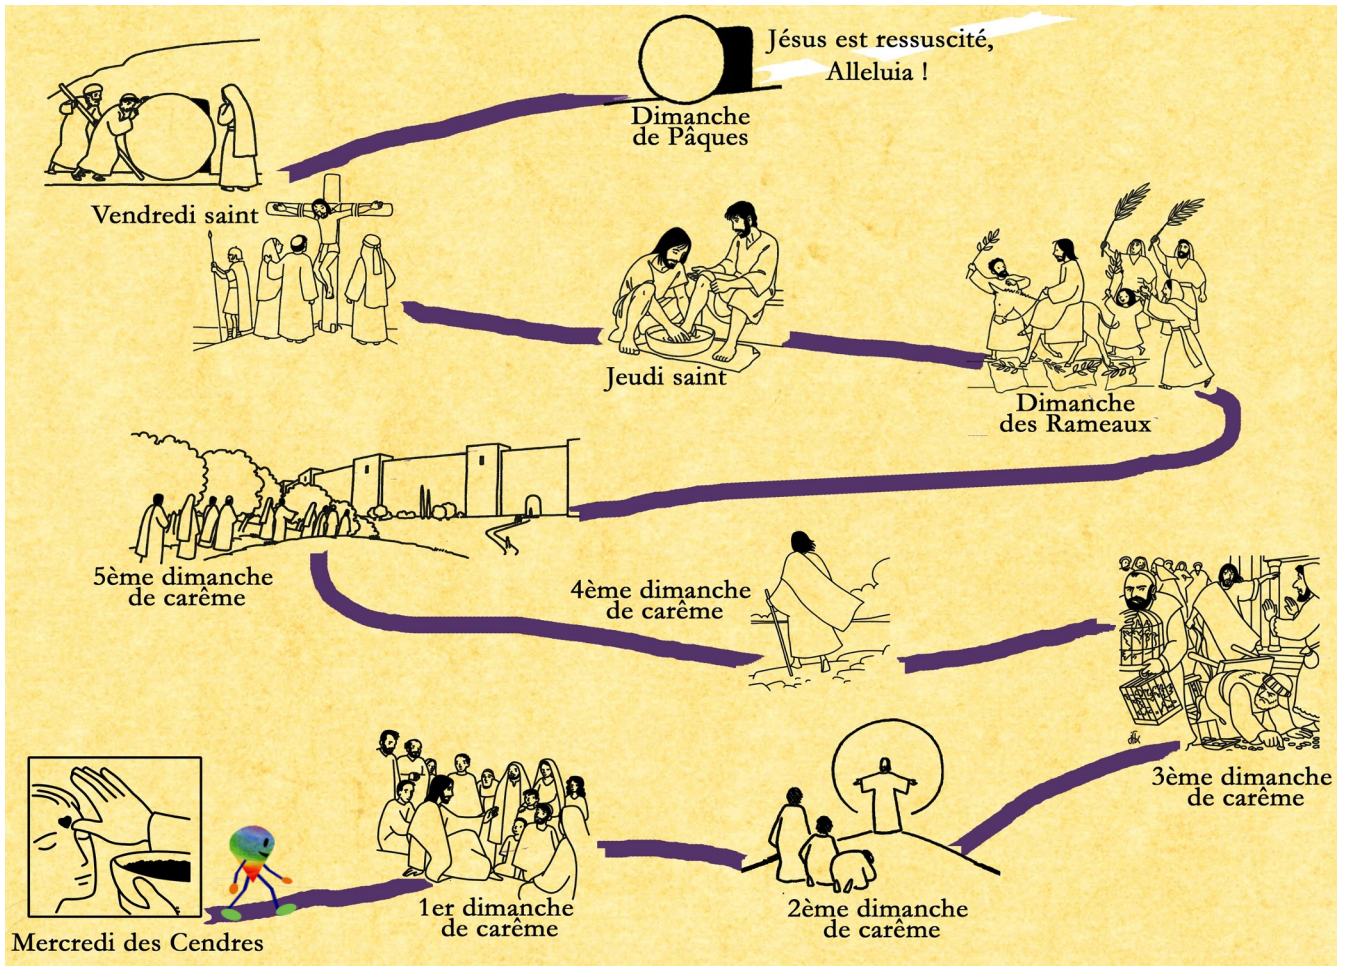 Jésus est ressuscité,
Alleluia !
Dimanche
de Pâques
Vendredi saint
Jeudi saint
Dimanche
des Rameaux
5ème dimanche
de carême
4ème dimanche
de carême
3ème dimanche
de carême
Mercredi des Cendres
1er dimanche
de carême
2ème dimanche
de carême